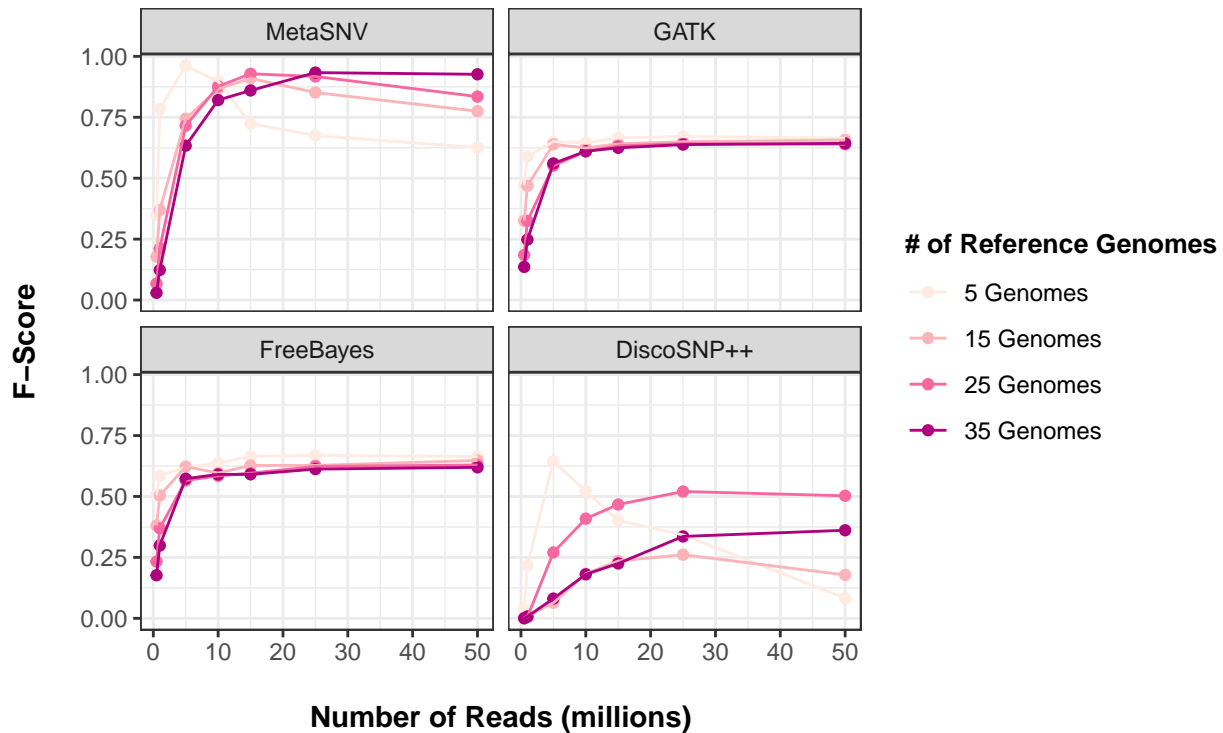 MetaSNV
GATK
1.00
0.75
0.50
0.25
0.00
FreeBayes
DiscoSNP++
1.00
0.75
0.50
0.25
0.00
0 10 20 30 40 50
0 10 20 30 40 50
F−Score
Number of Reads (millions)
# of Reference Genomes
5 Genomes
15 Genomes
25 Genomes
35 Genomes